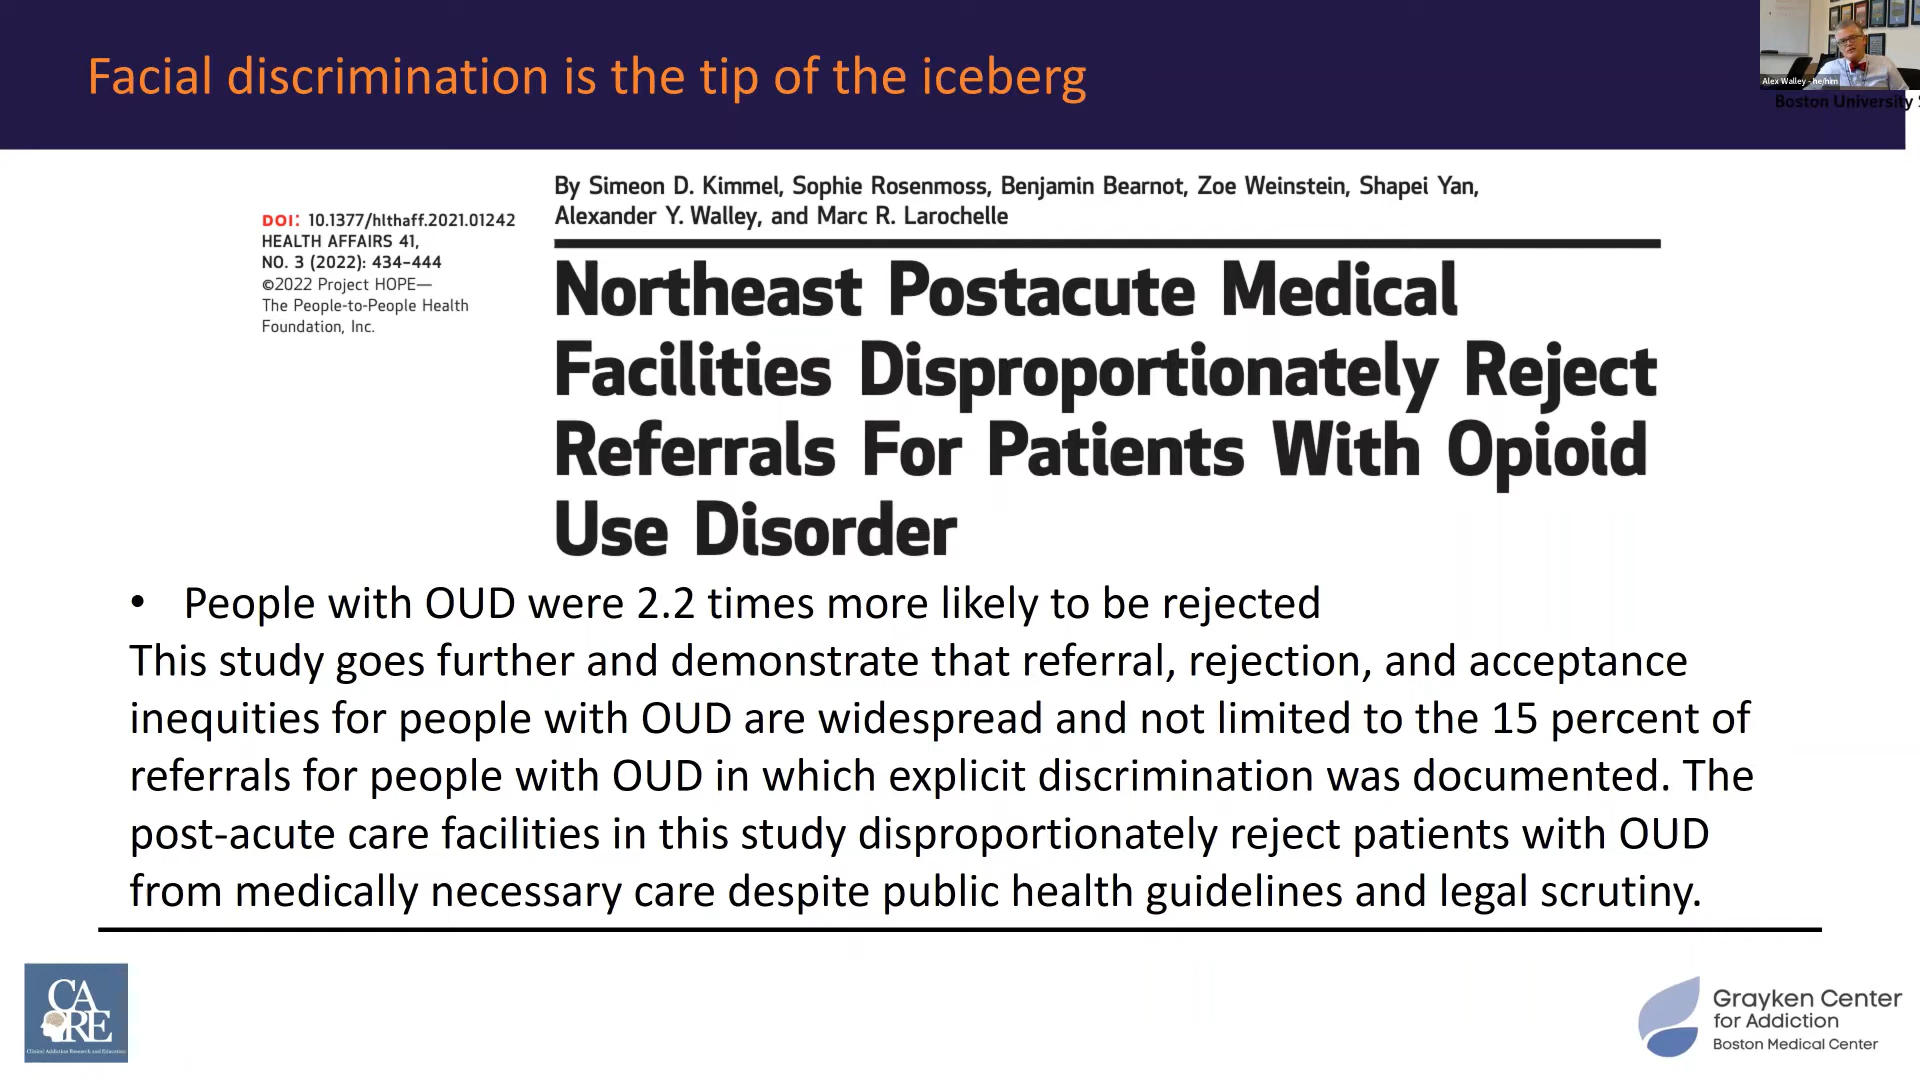 Facial discrimination is the tip of the iceberg
Alex Walley - he/him
Boston University S
By Simeon D. Kimmel, Sophie Rosenmoss, Benjamin Bearnot, Zoe Weinstein, Shapei Yan,
Alexander Y. Walley, and Marc R. Larochelle
DOI: 10.1377/hlthaff.2021.01242
HEALTH AFFAIRS 41,
NO. 3 (2022): 434–444
©2022 Project HOPE—
The People-to-People Health
Foundation, Inc.
Northeast Postacute Medical
Facilities Disproportionately Reject
Referrals For Patients With Opioid
Use Disorder
• People with OUD were 2.2 times more likely to be rejected
This study goes further and demonstrate that referral, rejection, and acceptance
inequities for people with OUD are widespread and not limited to the 15 percent of
referrals for people with OUD in which explicit discrimination was documented. The
post-acute care facilities in this study disproportionately reject patients with OUD
from medically necessary care despite public health guidelines and legal scrutiny.
CA
RE
Clinical Addiction Research and Education
Grayken Center
for Addiction
Boston Medical Center